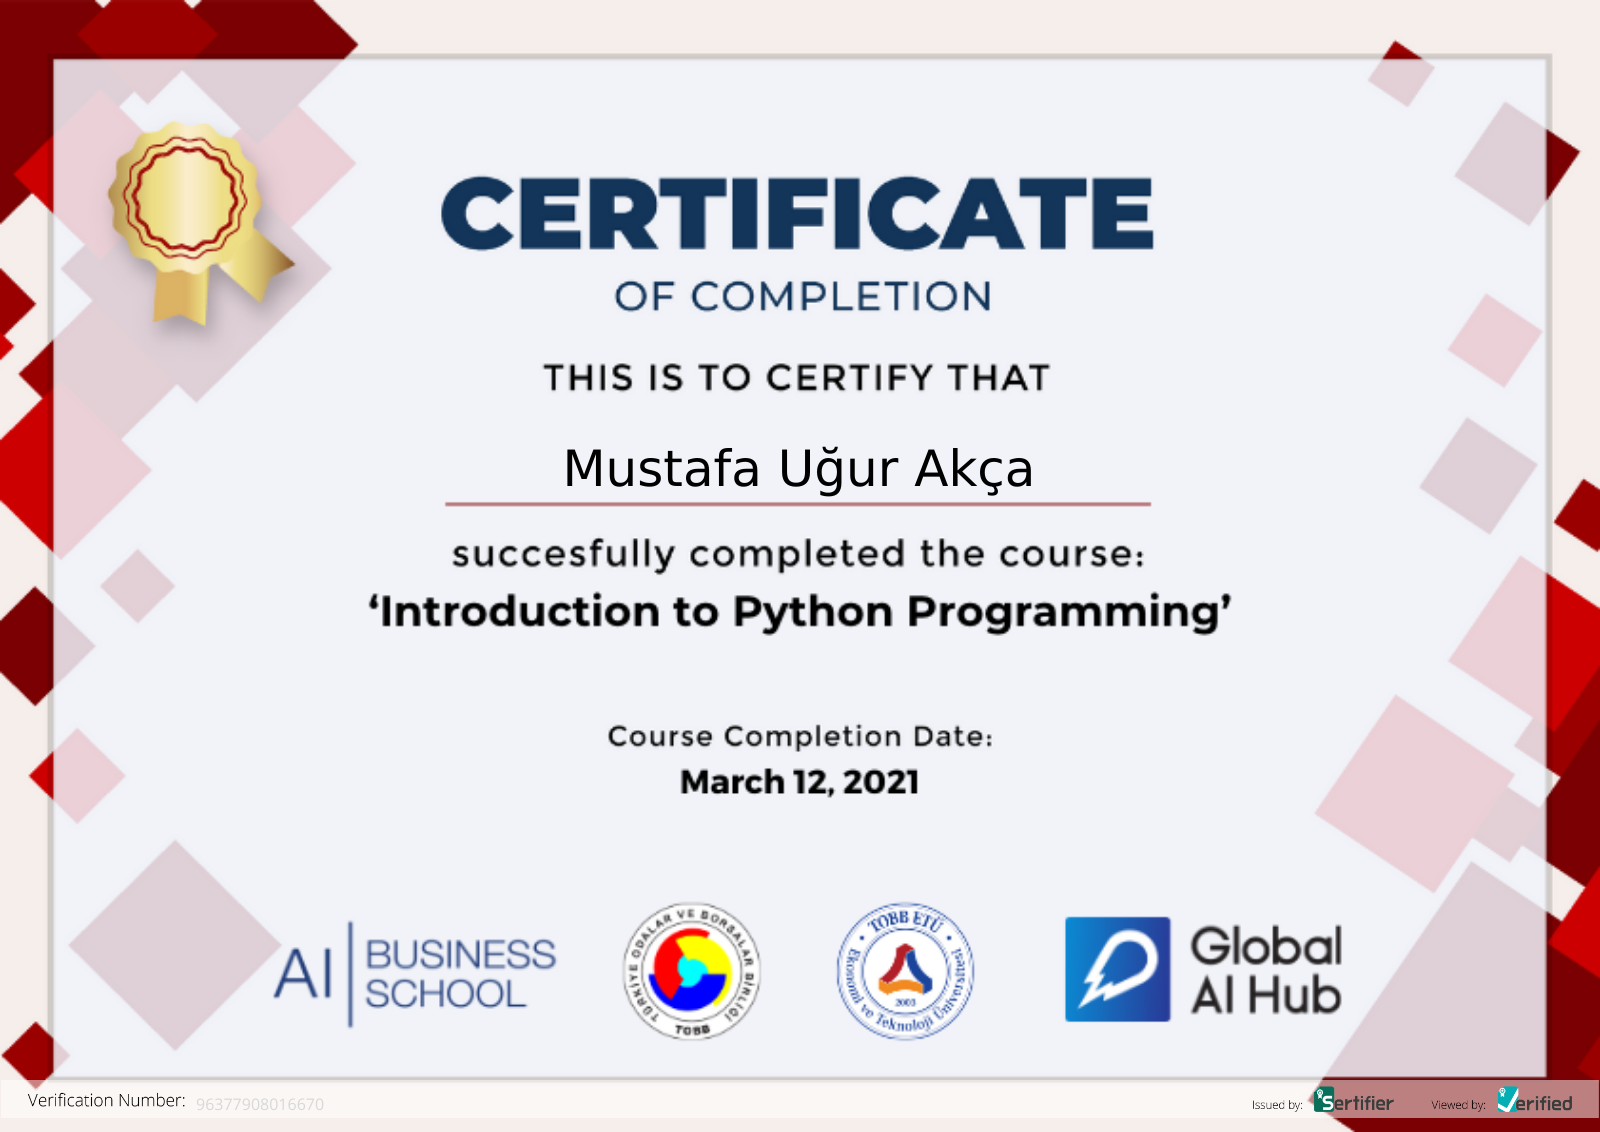 CERTIFICATE
OF COMPLETION
THIS IS TO CERTIFY THAT
Mustafa Uğur Akça
succesfully completed the course:
‘Introduction to Python Programming’
Course Completion Date:
March 12, 2021
AI BUSINESS
SCHOOL
TÜRKİYE ODALAR VE BORSALAR BİRLİĞİ
TOBB
TOBB ETÜ
Ekonomi ve Teknoloji Üniversitesi
2003
Global
AI Hub
Verification Number: 96377908016670
Issued by: Sertifier
Viewed by: Verified